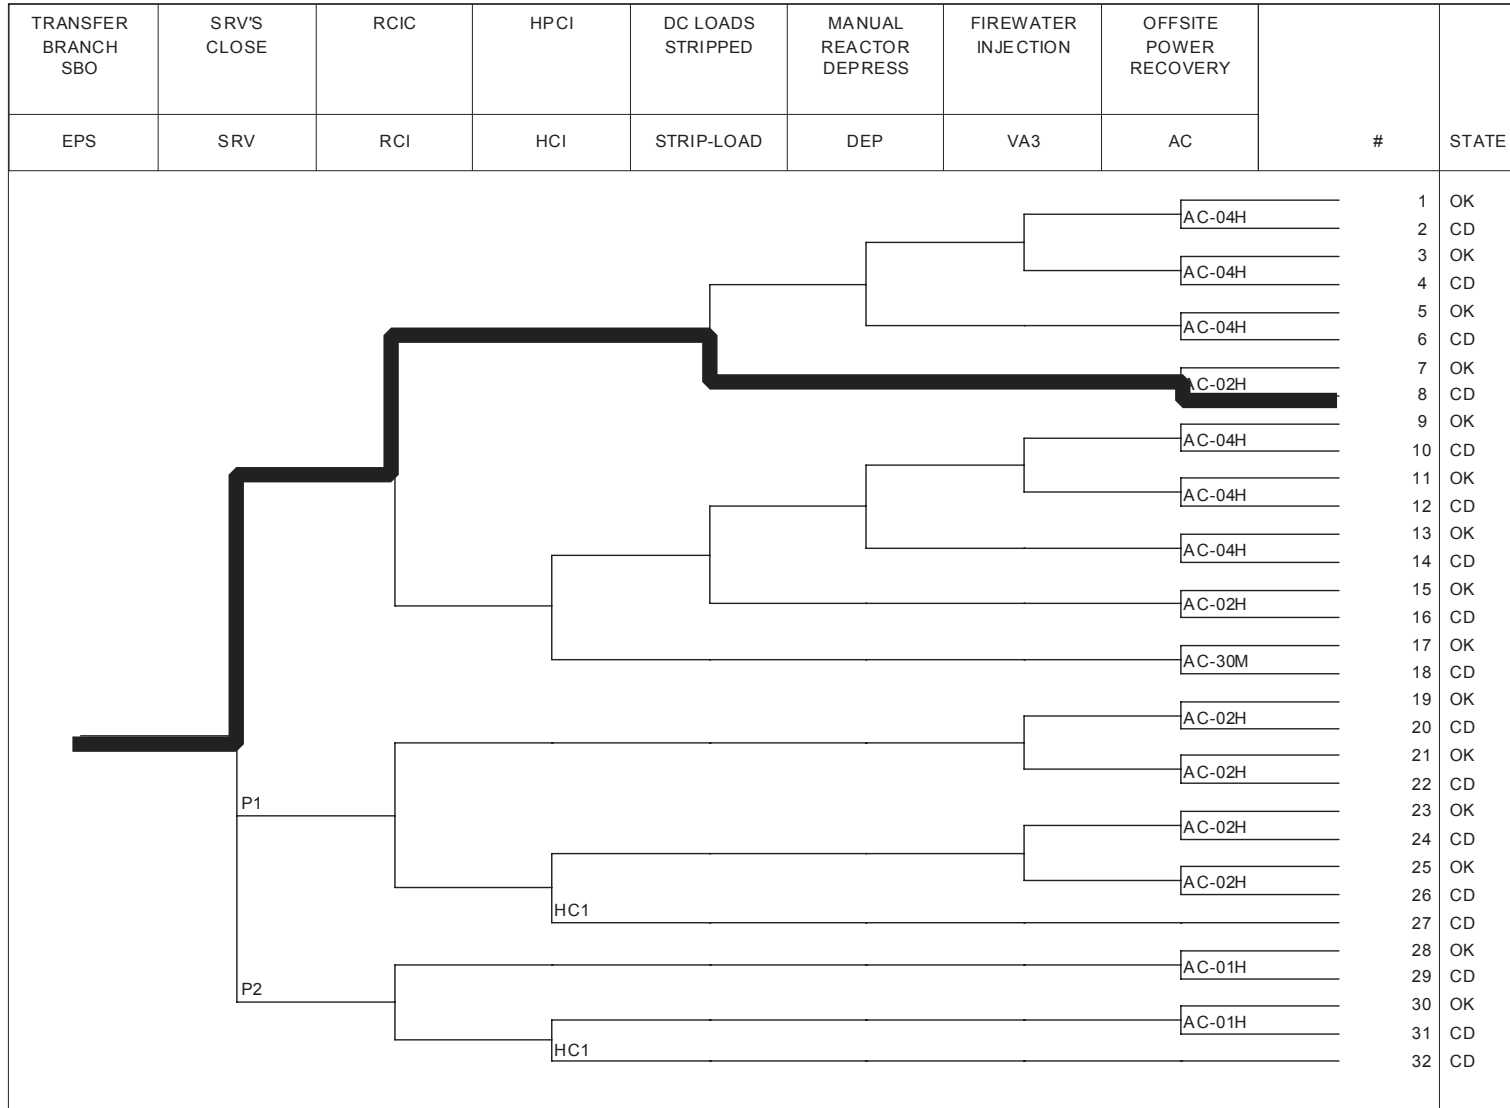 TRANSFER BRANCH SBO
SRV'S CLOSE
RCIC
HPCI
DC LOADS STRIPPED
MANUAL REACTOR DEPRESS
FIREWATER INJECTION
OFFSITE POWER RECOVERY
EPS
SRV
RCI
HCI
STRIP-LOAD
DEP
VA3
AC
#
STATE
1 OK
AC-04H
2 CD
3 OK
AC-04H
4 CD
5 OK
AC-04H
6 CD
7 OK
AC-02H
8 CD
9 OK
AC-04H
10 CD
11 OK
AC-04H
12 CD
13 OK
AC-04H
14 CD
15 OK
AC-02H
16 CD
17 OK
AC-30M
18 CD
19 OK
AC-02H
20 CD
21 OK
AC-02H
22 CD
P1
23 OK
AC-02H
24 CD
25 OK
AC-02H
26 CD
HC1
27 CD
28 OK
AC-01H
29 CD
P2
30 OK
AC-01H
31 CD
HC1
32 CD